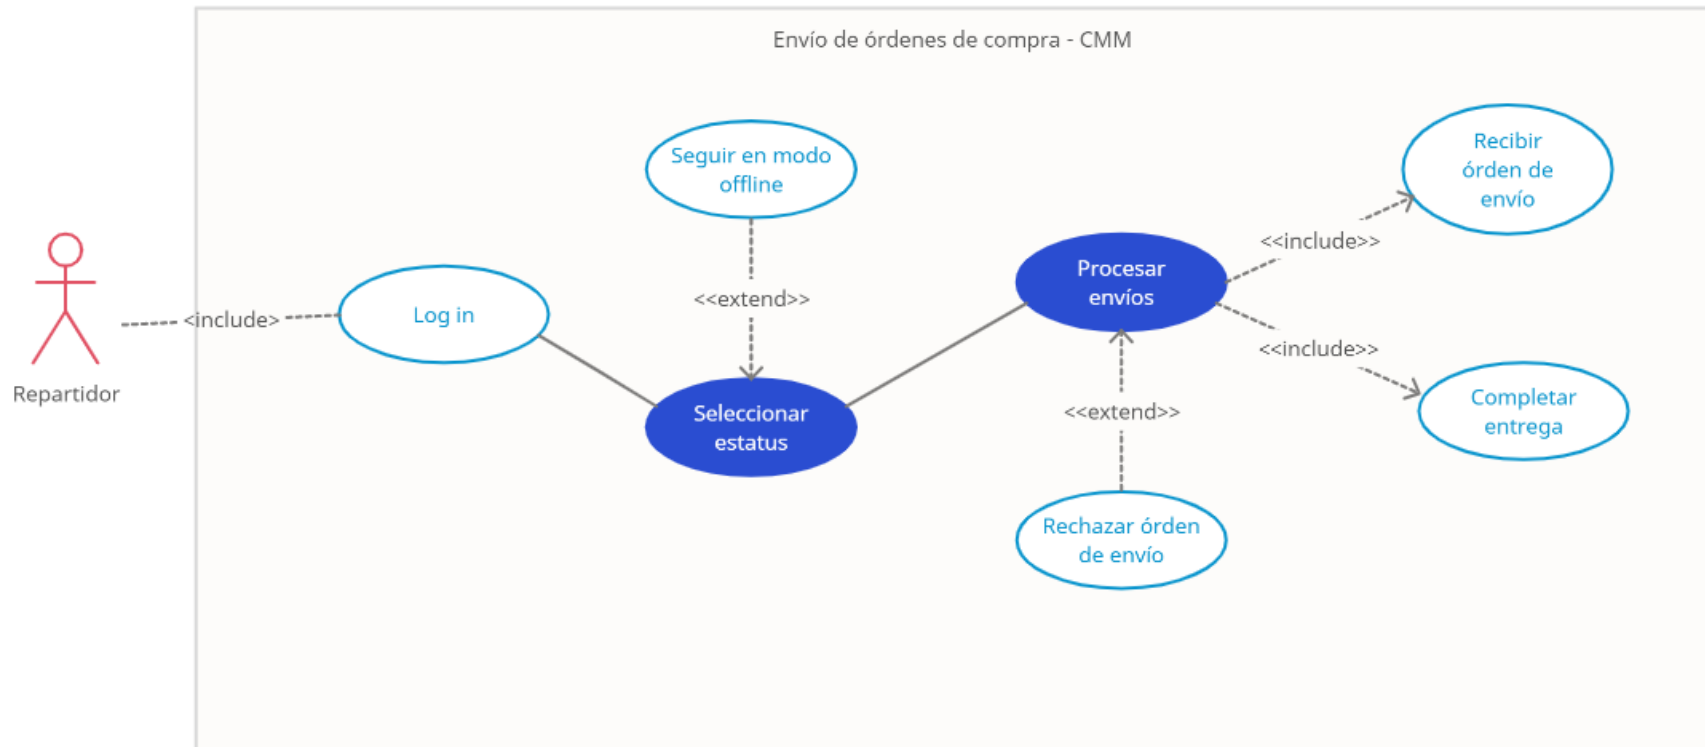 Envío de órdenes de compra - CMM
Seguir en modo
offline
Recibir
órden de
envío
<<include>>
Procesar
envíos
<<extend>>
Log in
<include>
<<include>>
Repartidor
Seleccionar
estatus
<<extend>>
Completar
entrega
Rechazar órden
de envío